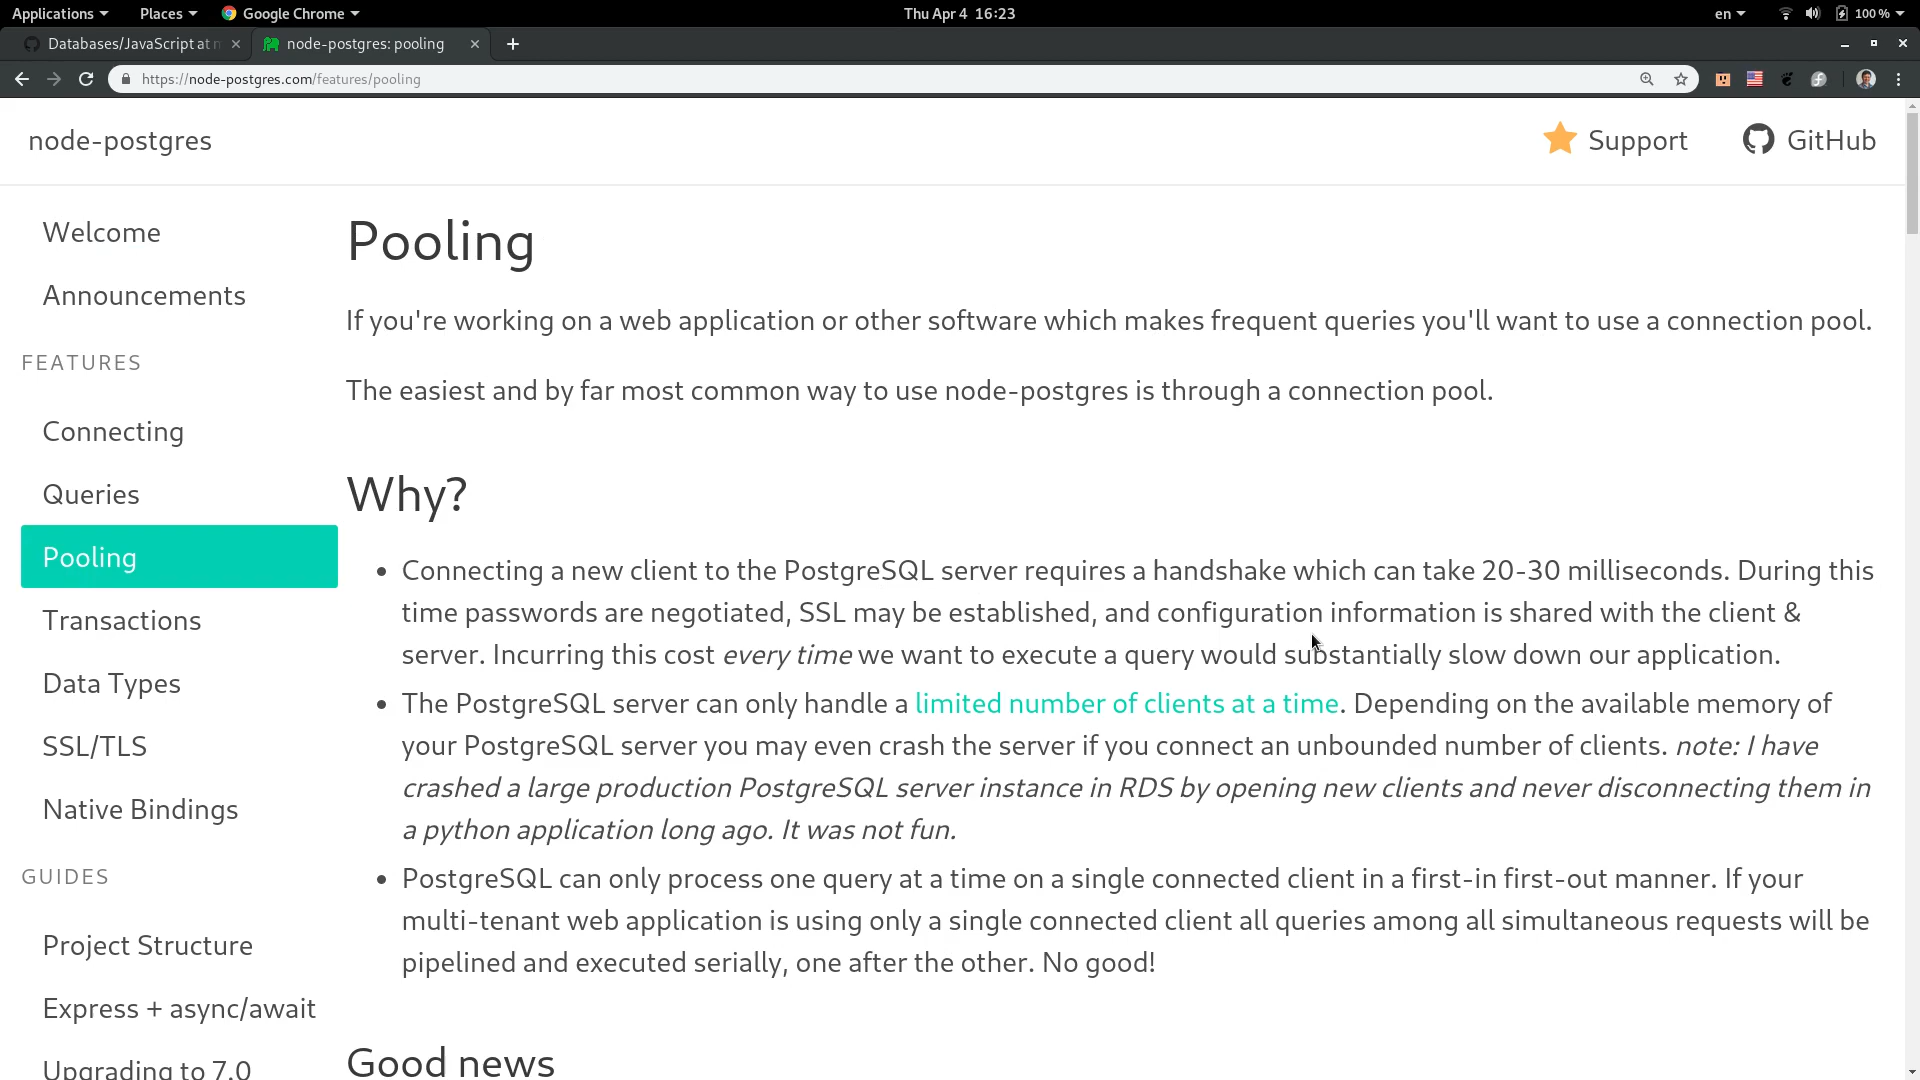 Applications Places Google Chrome Thu Apr 4 16:23 en 100 %
Databases/JavaScript at n node-postgres: pooling
https://node-postgres.com/features/pooling
node-postgres Support GitHub
Welcome
Announcements
FEATURES
Connecting
Queries
Pooling
Transactions
Data Types
SSL/TLS
Native Bindings
GUIDES
Project Structure
Express + async/await
Upgrading to 7.0
Pooling
If you're working on a web application or other software which makes frequent queries you'll want to use a connection pool.
The easiest and by far most common way to use node-postgres is through a connection pool.
Why?
• Connecting a new client to the PostgreSQL server requires a handshake which can take 20-30 milliseconds. During this
time passwords are negotiated, SSL may be established, and configuration information is shared with the client &
server. Incurring this cost every time we want to execute a query would substantially slow down our application.
• The PostgreSQL server can only handle a limited number of clients at a time. Depending on the available memory of
your PostgreSQL server you may even crash the server if you connect an unbounded number of clients. note: I have
crashed a large production PostgreSQL server instance in RDS by opening new clients and never disconnecting them in
a python application long ago. It was not fun.
• PostgreSQL can only process one query at a time on a single connected client in a first-in first-out manner. If your
multi-tenant web application is using only a single connected client all queries among all simultaneous requests will be
pipelined and executed serially, one after the other. No good!
Good news